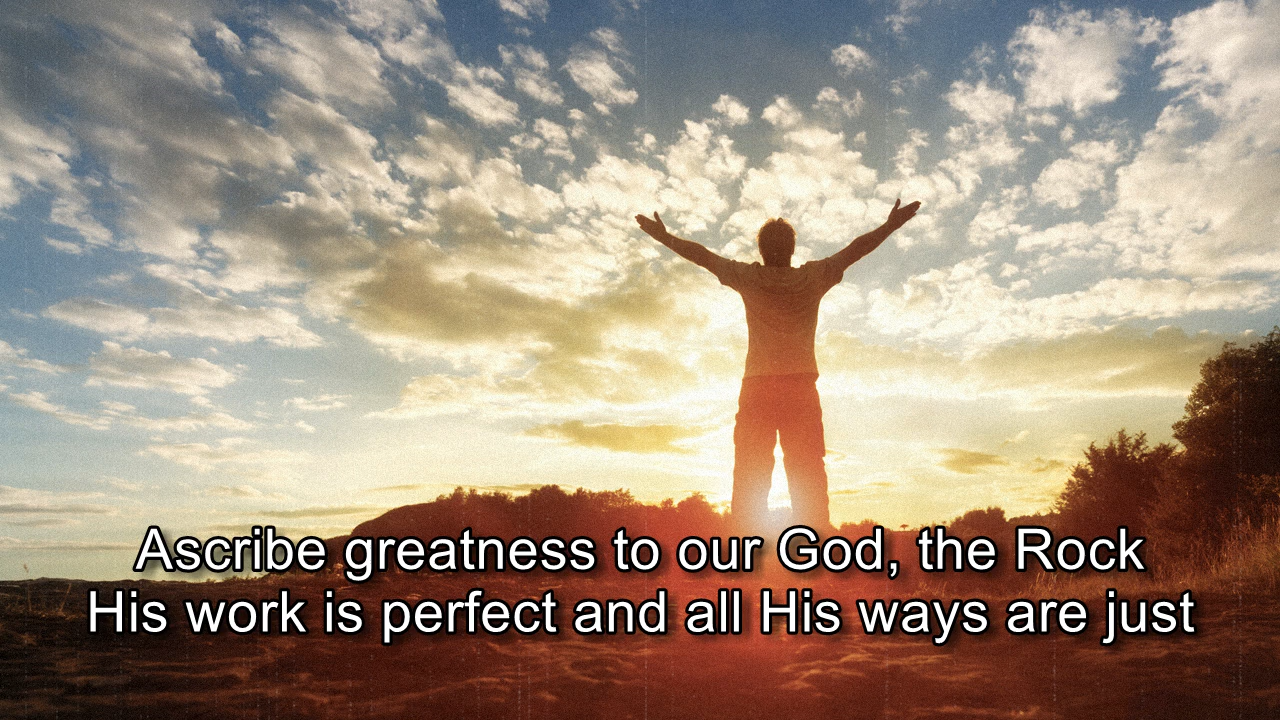 Ascribe greatness to our God, the Rock
His work is perfect and all His ways are just